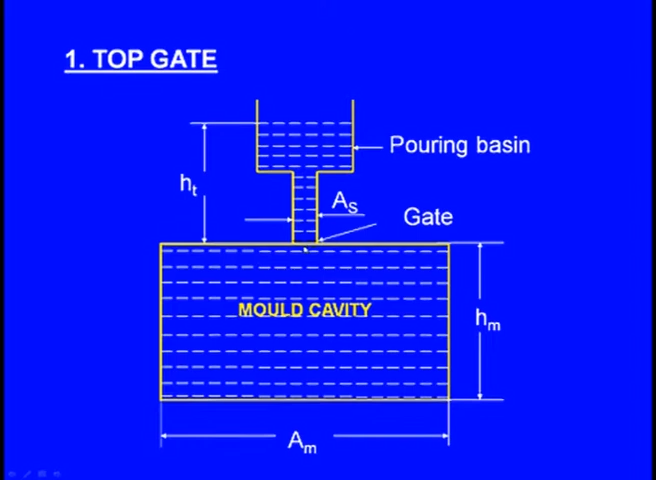 1. TOP GATE
Pouring basin
ht
As
Gate
MOULD CAVITY
hm
Am